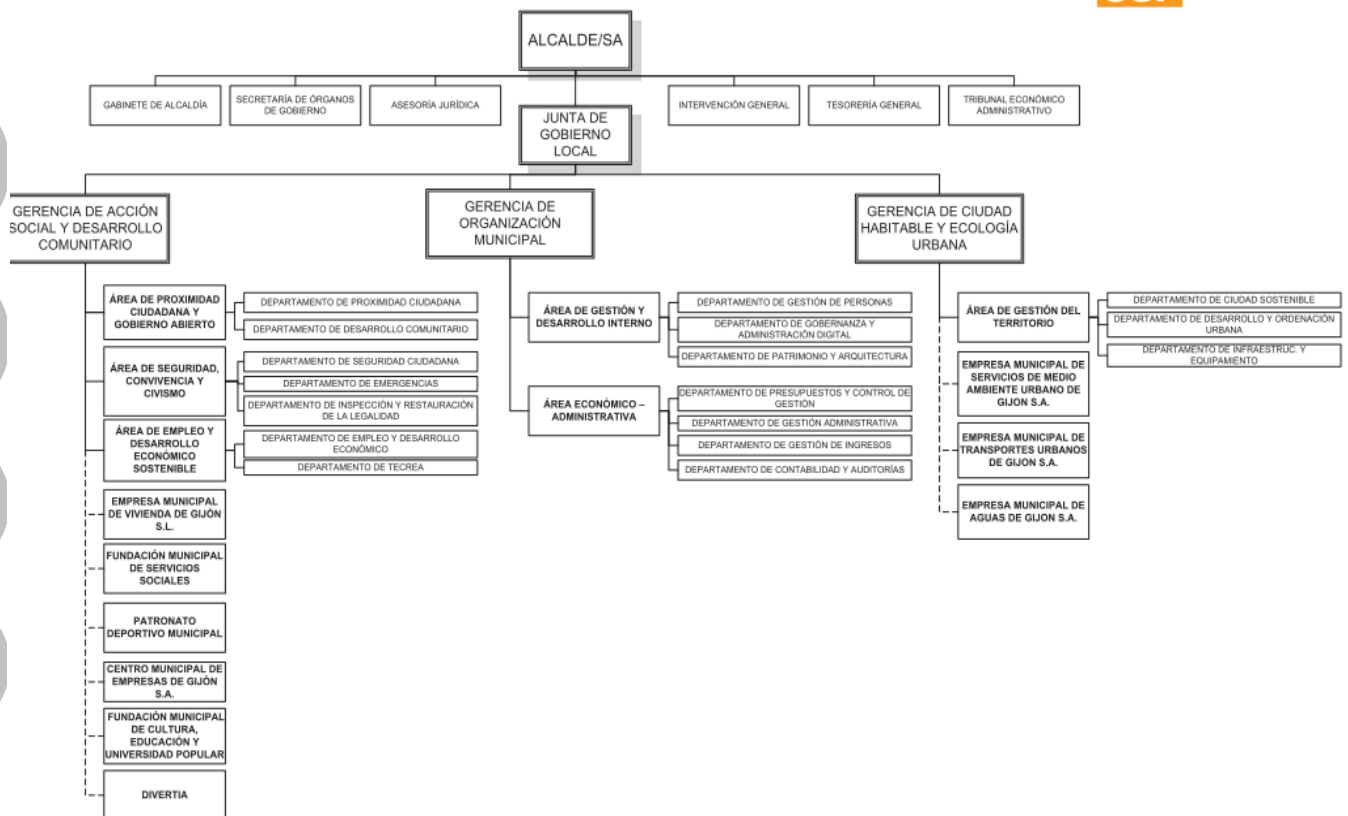 ALCALDE/SA
GABINETE DE ALCALDÍA
SECRETARÍA DE ÓRGANOS
DE GOBIERNO
ASESORÍA JURÍDICA
INTERVENCIÓN GENERAL
TESORERÍA GENERAL
TRIBUNAL ECONÓMICO
ADMINISTRATIVO
JUNTA DE
GOBIERNO
LOCAL
GERENCIA DE ACCIÓN
SOCIAL Y DESARROLLO
COMUNITARIO
ÁREA DE PROXIMIDAD
CIUDADANA Y
GOBIERNO ABIERTO
DEPARTAMENTO DE PROXIMIDAD CIUDADANA
DEPARTAMENTO DE DESARROLLO COMUNITARIO
ÁREA DE SEGURIDAD,
CONVIVENCIA Y
CIVISMO
DEPARTAMENTO DE SEGURIDAD CIUDADANA
DEPARTAMENTO DE EMERGENCIAS
DEPARTAMENTO DE INSPECCIÓN Y RESTAURACIÓN
DE LA LEGALIDAD
ÁREA DE EMPLEO Y
DESARROLLO
ECONÓMICO
SOSTENIBLE
DEPARTAMENTO DE EMPLEO Y DESARROLLO
ECONÓMICO
DEPARTAMENTO DE TECREA
EMPRESA MUNICIPAL
DE VIVIENDA DE GIJÓN
S.L.
FUNDACIÓN MUNICIPAL
DE SERVICIOS
SOCIALES
PATRONATO
DEPORTIVO MUNICIPAL
CENTRO MUNICIPAL DE
EMPRESAS DE GIJÓN
S.A.
FUNDACIÓN MUNICIPAL
DE CULTURA,
EDUCACIÓN Y
UNIVERSIDAD POPULAR
DIVERTIA
GERENCIA DE
ORGANIZACIÓN
MUNICIPAL
ÁREA DE GESTIÓN Y
DESARROLLO INTERNO
DEPARTAMENTO DE GESTIÓN DE PERSONAS
DEPARTAMENTO DE GOBERNANZA Y
ADMINISTRACIÓN DIGITAL
DEPARTAMENTO DE PATRIMONIO Y ARQUITECTURA
ÁREA ECONÓMICO –
ADMINISTRATIVA
DEPARTAMENTO DE PRESUPUESTOS Y CONTROL DE
GESTIÓN
DEPARTAMENTO DE GESTIÓN ADMINISTRATIVA
DEPARTAMENTO DE GESTIÓN DE INGRESOS
DEPARTAMENTO DE CONTABILIDAD Y AUDITORÍAS
GERENCIA DE CIUDAD
HABITABLE Y ECOLOGÍA
URBANA
ÁREA DE GESTIÓN DEL
TERRITORIO
DEPARTAMENTO DE CIUDAD SOSTENIBLE
DEPARTAMENTO DE DESARROLLO Y ORDENACIÓN
URBANA
DEPARTAMENTO DE INFRAESTRUC. Y
EQUIPAMIENTO
EMPRESA MUNICIPAL DE
SERVICIOS DE MEDIO
AMBIENTE URBANO DE
GIJON S.A.
EMPRESA MUNICIPAL DE
TRANSPORTES URBANOS
DE GIJON S.A.
EMPRESA MUNICIPAL DE
AGUAS DE GIJON S.A.